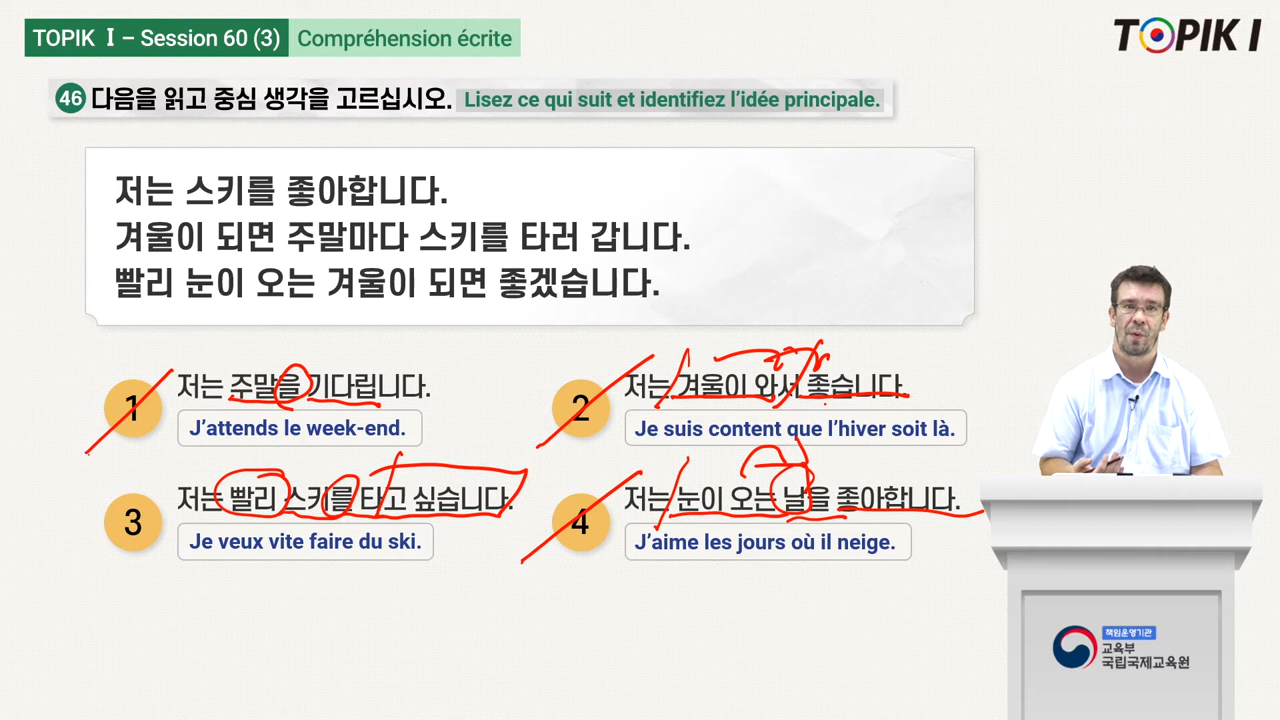 TOPIK Ⅰ – Session 60 (3) Compréhension écrite
TOPIK I
46 다음을 읽고 중심 생각을 고르십시오. Lisez ce qui suit et identifiez l’idée principale.
저는 스키를 좋아합니다.
겨울이 되면 주말마다 스키를 타러 갑니다.
빨리 눈이 오는 겨울이 되면 좋겠습니다.
1 저는 주말을 기다립니다.
J’attends le week-end.
2 저는 겨울이 와서 좋습니다.
Je suis content que l’hiver soit là.
3 저는 빨리 스키를 타고 싶습니다.
Je veux vite faire du ski.
4 저는 눈이 오는 날을 좋아합니다.
J’aime les jours où il neige.
책임운영기관
교육부
국립국제교육원